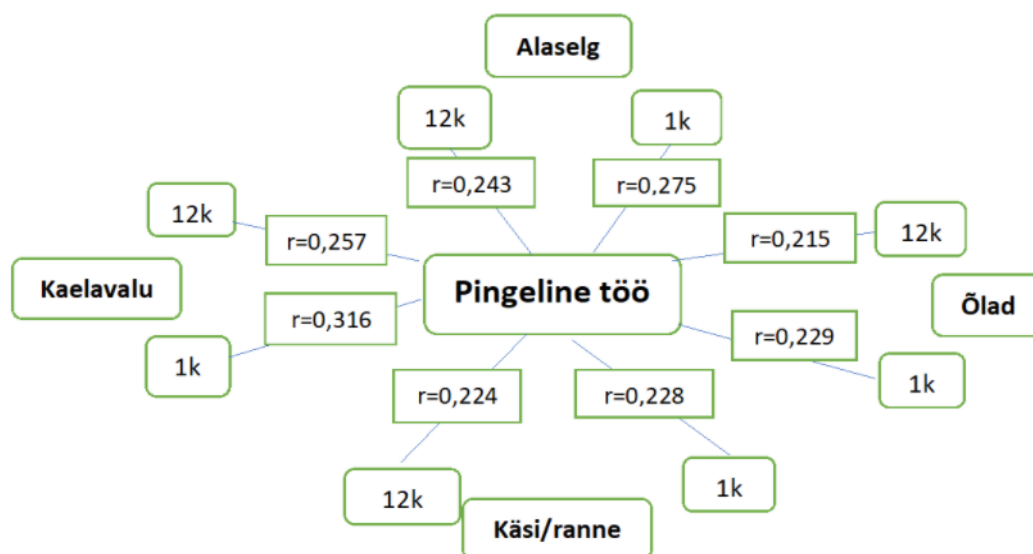 Alaselg
12k
1k
r=0,243
r=0,275
12k
r=0,257
r=0,215
12k
Kaelavalu
Pingeline töö
Õlad
r=0,316
r=0,229
1k
1k
r=0,224
r=0,228
12k
1k
Käsi/ranne